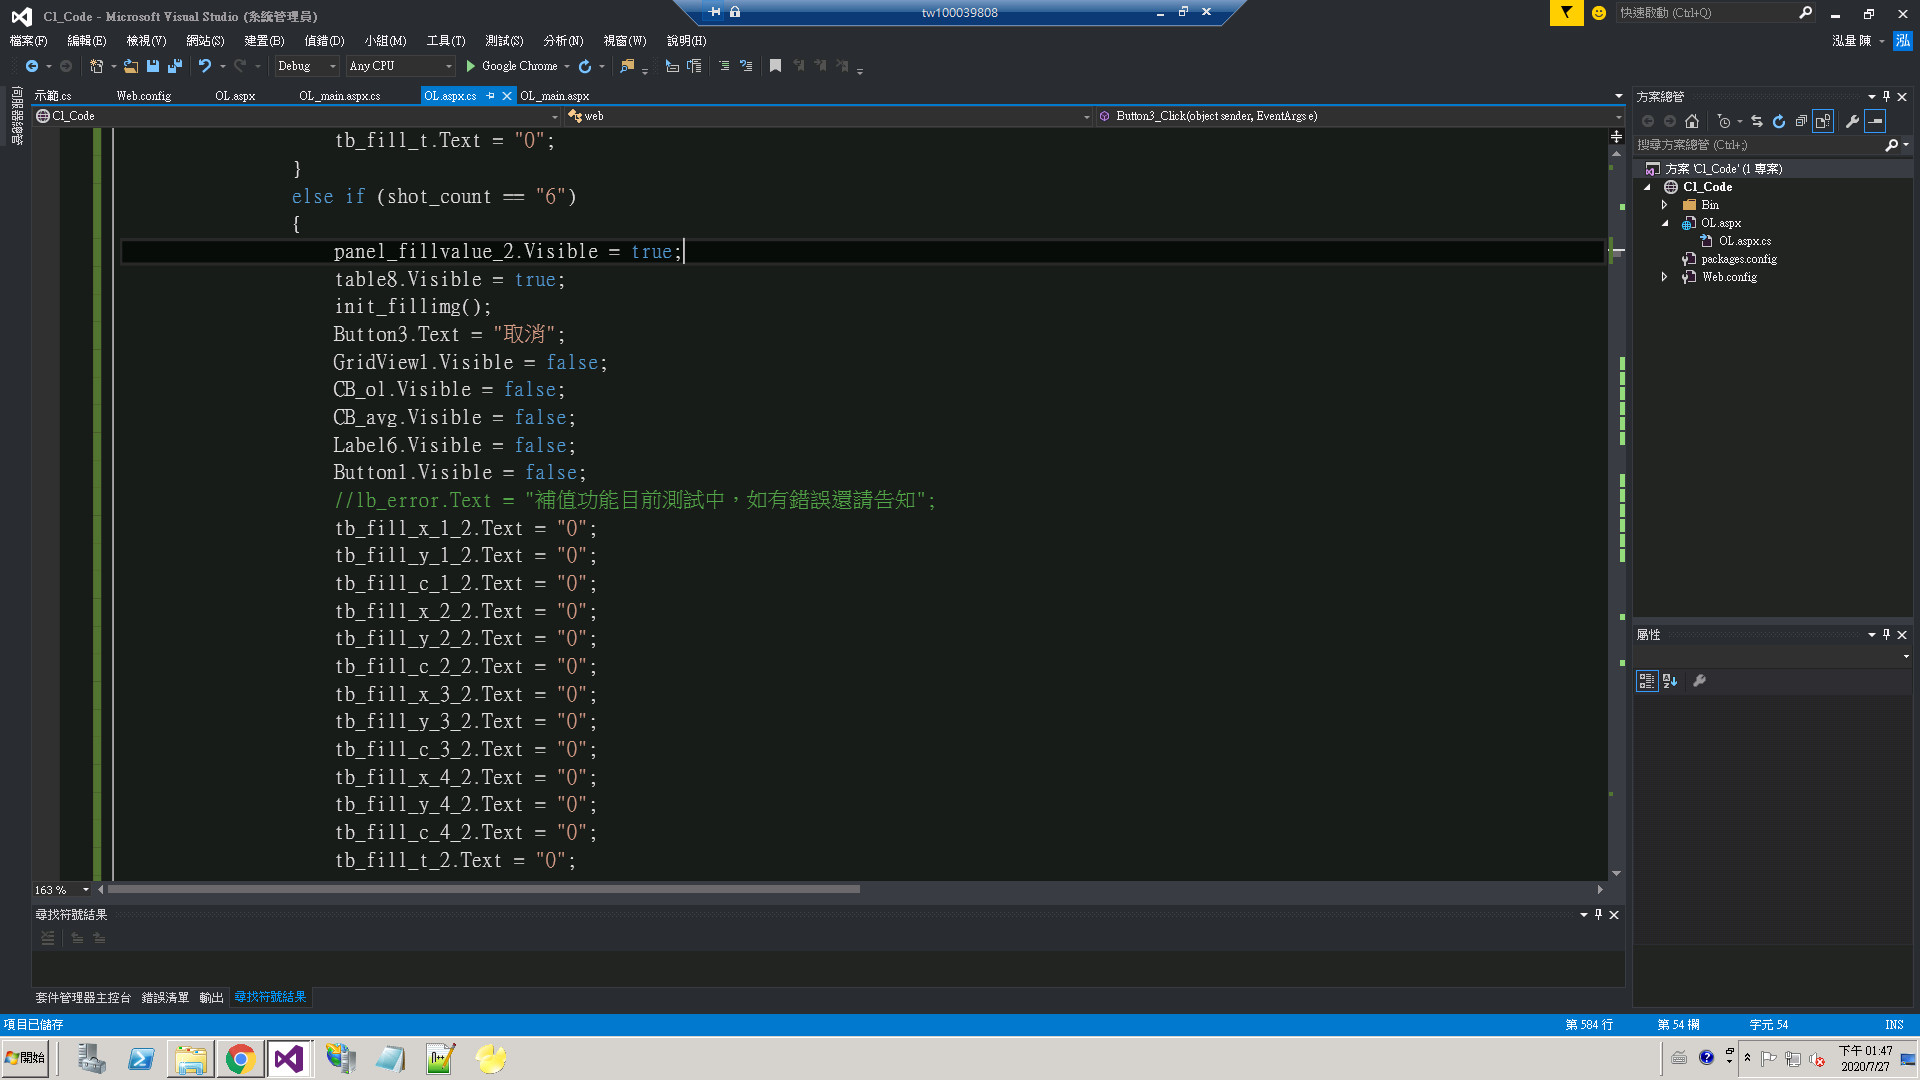 Cl_Code - Microsoft Visual Studio (系統管理員)
tw100039808
快速啟動 (Ctrl+Q)
檔案(F) 編輯(E) 檢視(V) 網站(S) 建置(B) 偵錯(D) 小組(M) 工具(T) 測試(S) 分析(N) 視窗(W) 說明(H)
泓量 陳 泓
Debug Any CPU Google Chrome
伺服器總管
示範.cs Web.config OL.aspx OL_main.aspx.cs OL.aspx.cs OL_main.aspx
Cl_Code web Button3_Click(object sender, EventArgs e)
tb_fill_t.Text = "0";
}
else if (shot_count == "6")
{
panel_fillvalue_2.Visible = true;
table8.Visible = true;
init_fillimg();
Button3.Text = "取消";
GridView1.Visible = false;
CB_ol.Visible = false;
CB_avg.Visible = false;
Label6.Visible = false;
Button1.Visible = false;
//lb_error.Text = "補值功能目前測試中，如有錯誤還請告知";
tb_fill_x_1_2.Text = "0";
tb_fill_y_1_2.Text = "0";
tb_fill_c_1_2.Text = "0";
tb_fill_x_2_2.Text = "0";
tb_fill_y_2_2.Text = "0";
tb_fill_c_2_2.Text = "0";
tb_fill_x_3_2.Text = "0";
tb_fill_y_3_2.Text = "0";
tb_fill_c_3_2.Text = "0";
tb_fill_x_4_2.Text = "0";
tb_fill_y_4_2.Text = "0";
tb_fill_c_4_2.Text = "0";
tb_fill_t_2.Text = "0";
163 %
方案總管
搜尋方案總管 (Ctrl+;)
方案 'Cl_Code' (1 專案)
Cl_Code
Bin
OL.aspx
OL.aspx.cs
packages.config
Web.config
屬性
尋找符號結果
套件管理器主控台 錯誤清單 輸出 尋找符號結果
項目已儲存 第 584 行 第 54 欄 字元 54 INS
開始
下午 01:47
2020/7/27